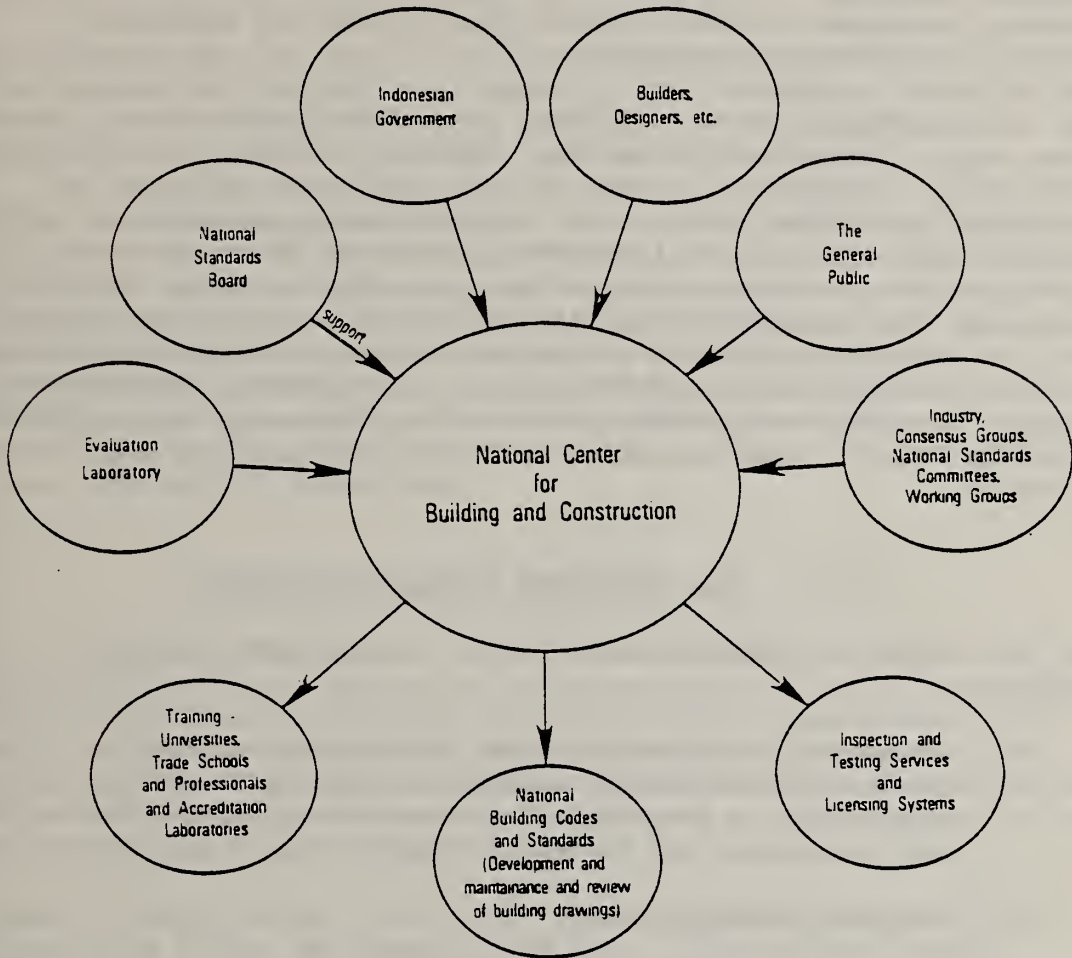 Indonesian
Government
Builders,
Designers, etc.
National
Standards
Board
The
General
Public
support
Evaluation
Laboratory
National Center
for
Building and Construction
Industry,
Consensus Groups,
National Standards
Committees,
Working Groups
Training -
Universities,
Trade Schools
and Professionals
and Accreditation
Laboratories
National
Building Codes
and Standards
(Development and
maintainance and review
of building drawings)
Inspection and
Testing Services
and
Licensing Systems